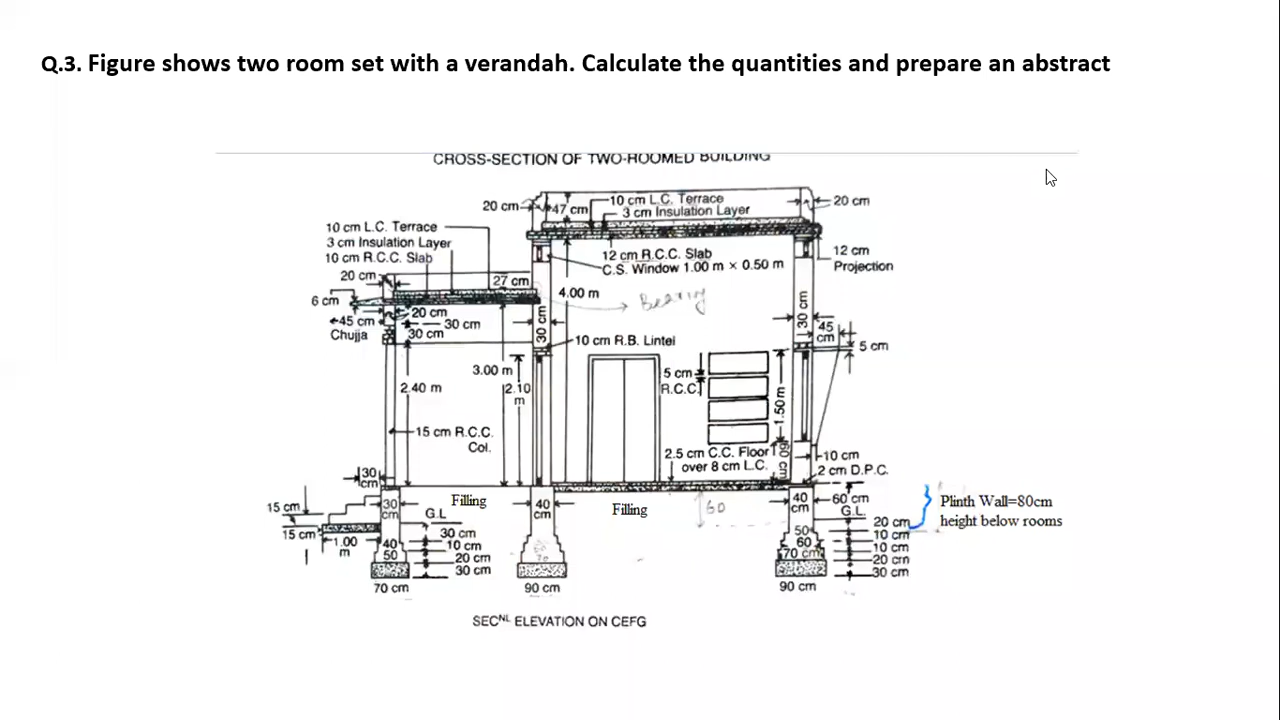 Q.3. Figure shows two room set with a verandah. Calculate the quantities and prepare an abstract
CROSS-SECTION OF TWO-ROOMED BUILDING
20 cm
47 cm
10 cm L.C. Terrace
3 cm Insulation Layer
20 cm
10 cm L.C. Terrace
3 cm Insulation Layer
10 cm R.C.C. Slab
20 cm
27 cm
12 cm R.C.C. Slab
C.S. Window 1.00 m × 0.50 m
12 cm
Projection
6 cm
4.00 m
Bearing
45 cm
Chujja
20 cm
30 cm
30 cm
30 cm
30 cm
45
cm
5 cm
10 cm R.B. Lintel
3.00 m
2.40 m
2.10
m
5 cm
R.C.C.
1.50 m
15 cm R.C.C.
Col.
2.5 cm C.C. Floor
over 8 cm L.C.
60 cm
10 cm
2 cm D.P.C.
30
cm
15 cm
30
cm
Filling
G.L
40
cm
Filling
60
40
cm
60 cm
G.L.
Plinth Wall=80cm
height below rooms
15 cm
1.00
m
40
50
30 cm
10 cm
20 cm
30 cm
50
60
70 cm
20 cm
10 cm
10 cm
20 cm
30 cm
70 cm
90 cm
90 cm
SECNL ELEVATION ON CEFG